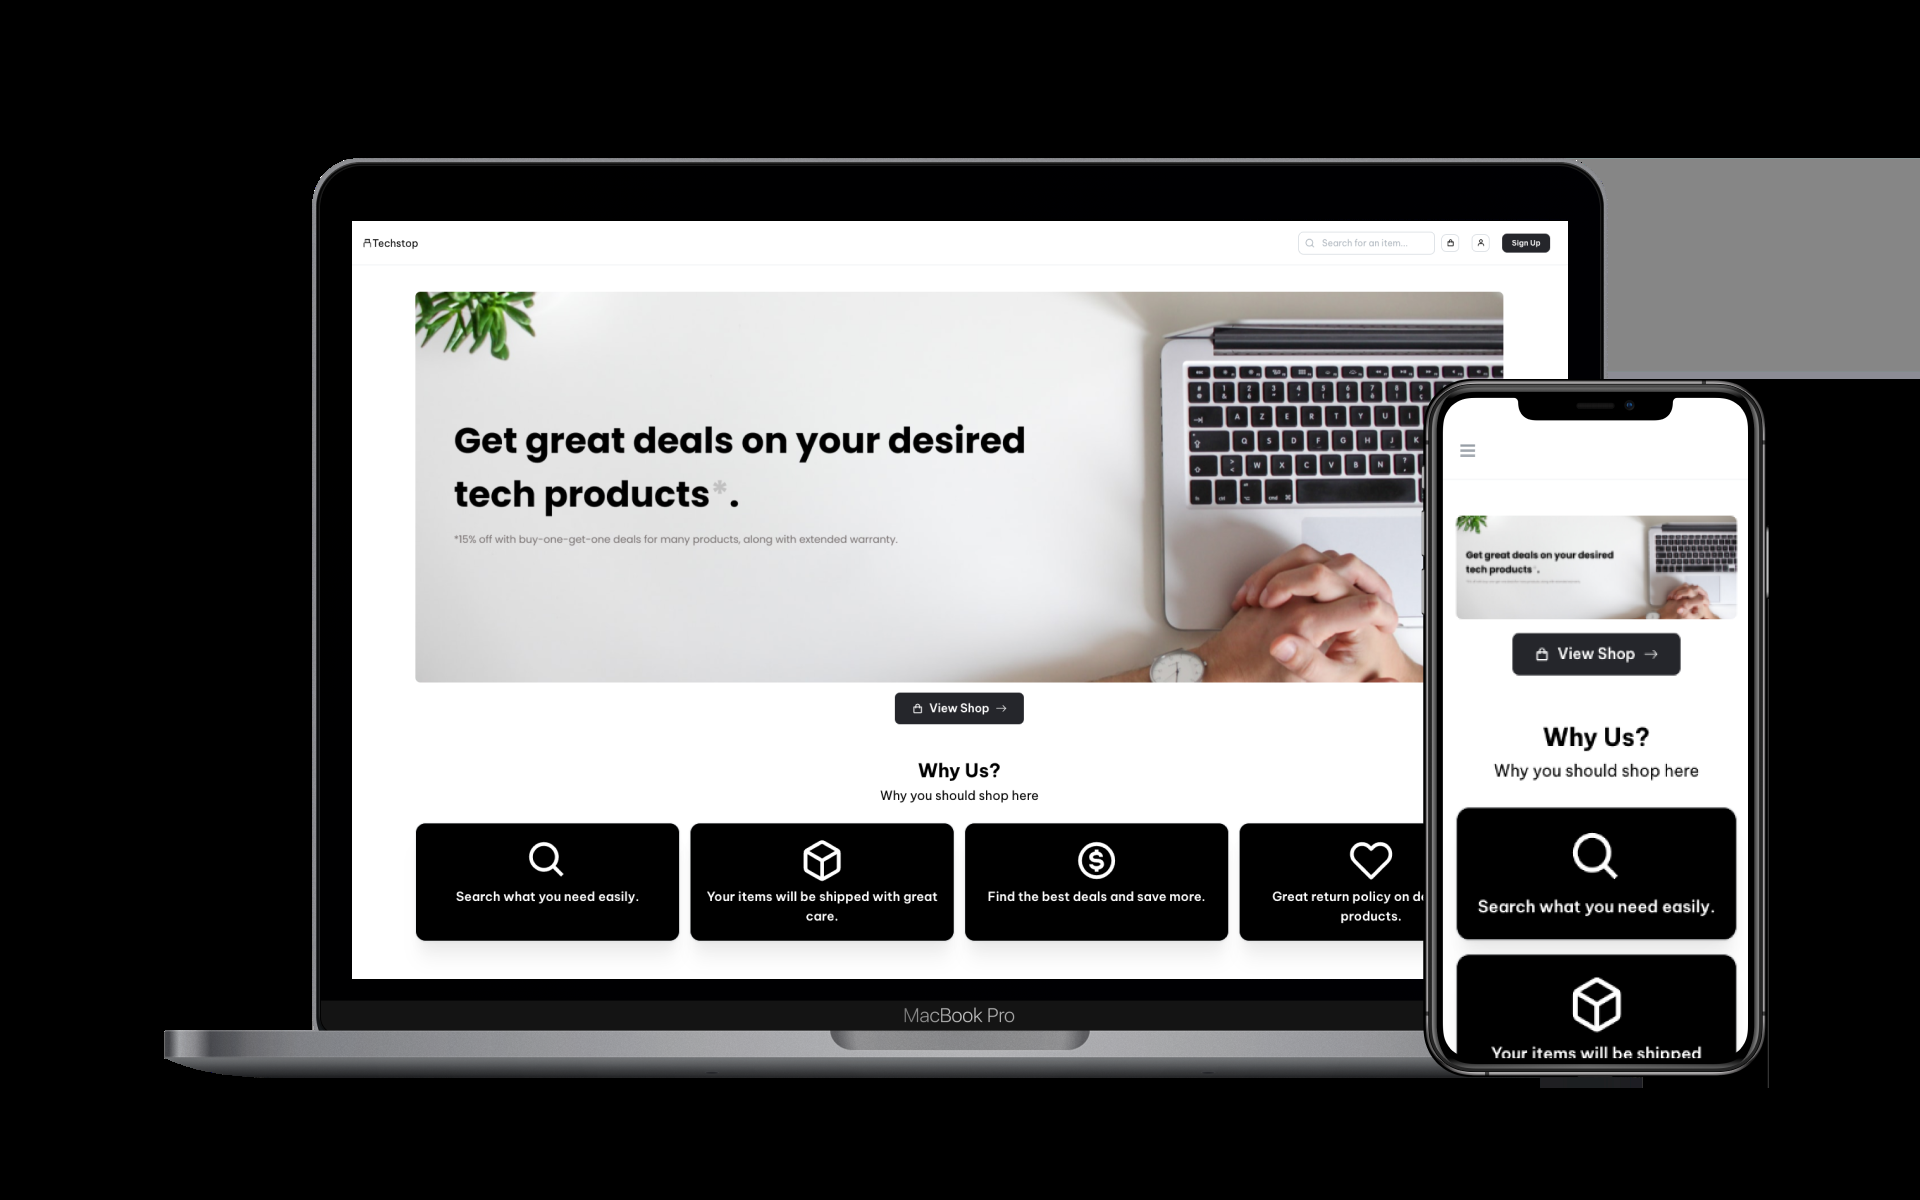 Techstop
Search for an item...
Sign Up
Get great deals on your desired
tech products*.
*15% off with buy-one-get-one deals for many products, along with extended warranty.
View Shop
Why Us?
Why you should shop here
Search what you need easily.
Your items will be shipped with great
care.
Find the best deals and save more.
Great return policy on
products.
MacBook Pro
Get great deals on your desired
tech products*.
View Shop
Why Us?
Why you should shop here
Search what you need easily.
Your items will be shipped